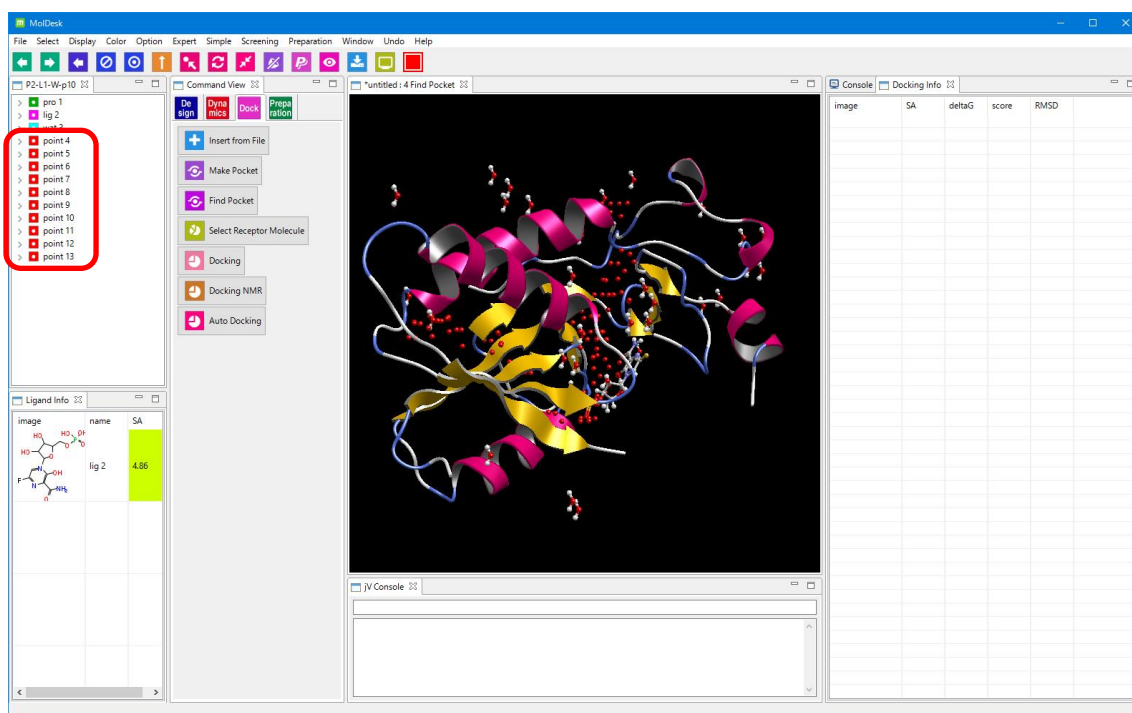 MolDesk
File Select Display Color Option Expert Simple Screening Preparation Window Undo Help
P2-L1-W-p10
pro 1
lig 2
wat 3
point 4
point 5
point 6
point 7
point 8
point 9
point 10
point 11
point 12
point 13
Command View
De
sign
Dyna
mics
Dock
Prepa
ration
Insert from File
Make Pocket
Find Pocket
Select Receptor Molecule
Docking
Docking NMR
Auto Docking
*untitled : 4 Find Pocket
Console
Docking Info
image SA deltaG score RMSD
Ligand Info
image name SA
HO OH
HO P
O
HO O
N OH
F N NH₂
O
lig 2
4.86
jV Console